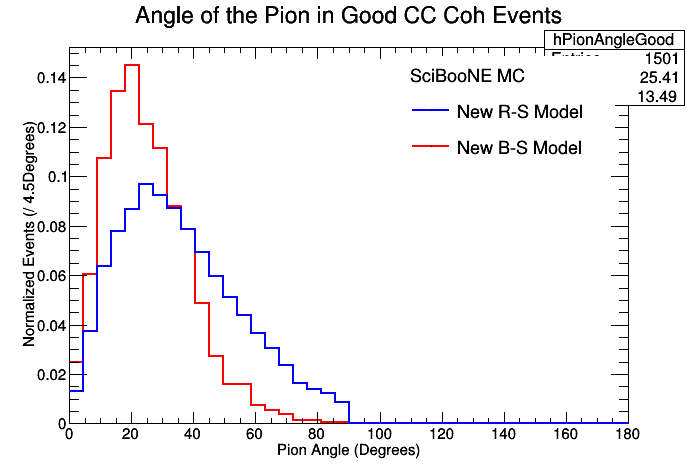 Angle of the Pion in Good CC Coh Events
hPionAngleGood
1501
25.41
13.49
SciBooNE MC
New R-S Model
New B-S Model
Normalized Events (/ 4.5Degrees)
0.14
0.12
0.1
0.08
0.06
0.04
0.02
0
0 20 40 60 80 100 120 140 160 180
Pion Angle (Degrees)